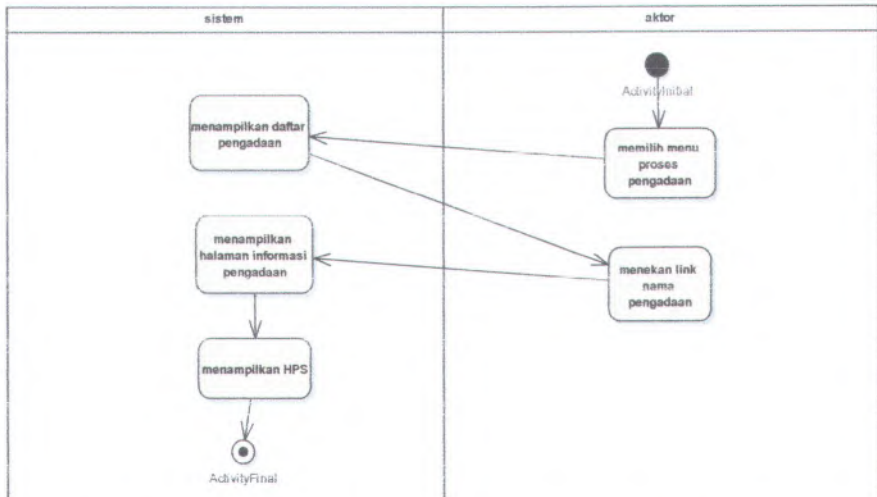 sistem
aktor
ActivityInitial
memilih menu
proses
pengadaan
menampilkan daftar
pengadaan
menekan link
nama
pengadaan
menampilkan
halaman informasi
pengadaan
menampilkan HPS
ActivityFinal